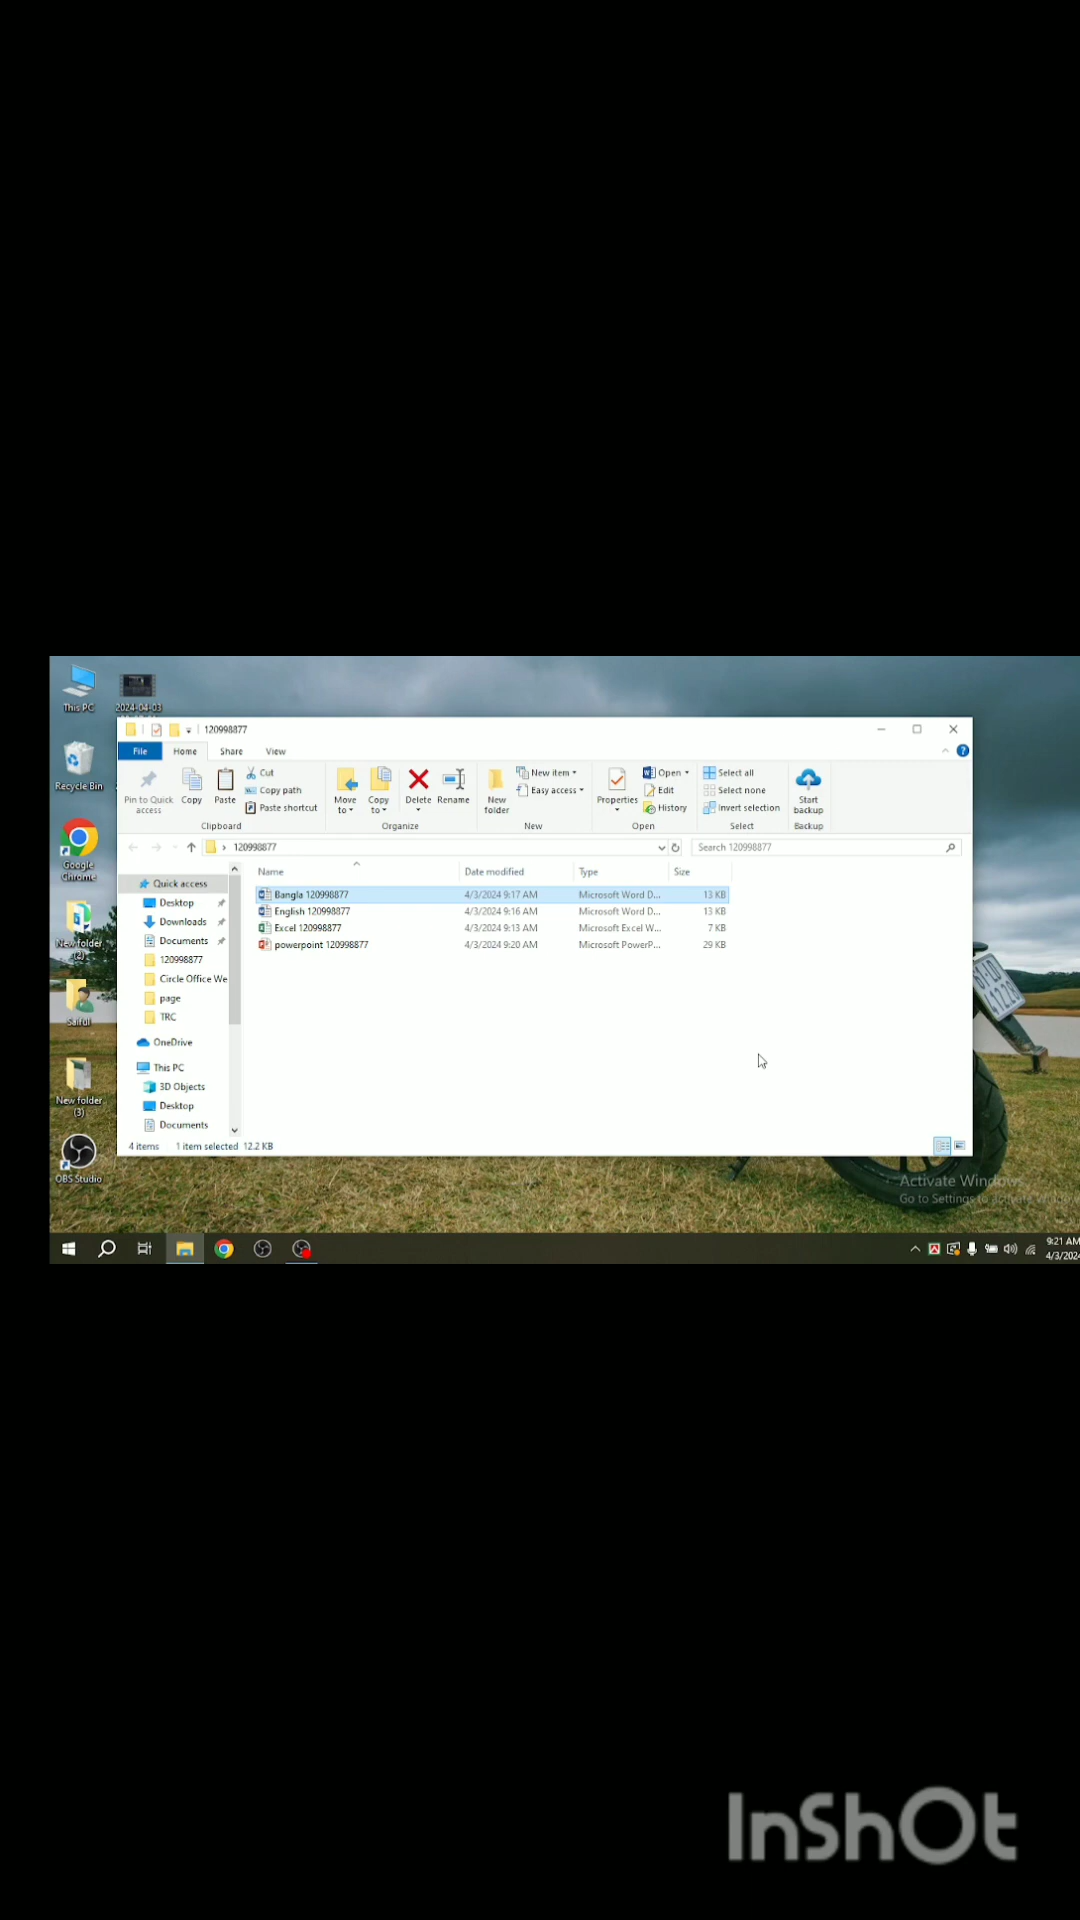 This PC
2024-04-03
120998877
File Home Share View
Recycle Bin
Pin to Quick access
Copy
Paste
Cut
Copy path
Paste shortcut
Clipboard
Move to
Copy to
Delete
Rename
Organize
New folder
New item
Easy access
New
Properties
Open
Edit
History
Open
Select all
Select none
Invert selection
Select
Start backup
Backup
Google Chrome
120998877
Search 120998877
Name Date modified Type Size
Bangla 120998877 4/3/2024 9:17 AM Microsoft Word D... 13 KB
English 120998877 4/3/2024 9:16 AM Microsoft Word D... 13 KB
Excel 120998877 4/3/2024 9:13 AM Microsoft Excel W... 7 KB
powerpoint 120998877 4/3/2024 9:20 AM Microsoft PowerP... 29 KB
Quick access
Desktop
Downloads
Documents
120998877
Circle Office We
page
TRC
OneDrive
This PC
3D Objects
Desktop
Documents
New folder (2)
Saiful
New folder (3)
OBS Studio
4 items 1 item selected 12.2 KB
Activate Windows
Go to Settings to activate
9:21 AM
4/3/2024
InShOt